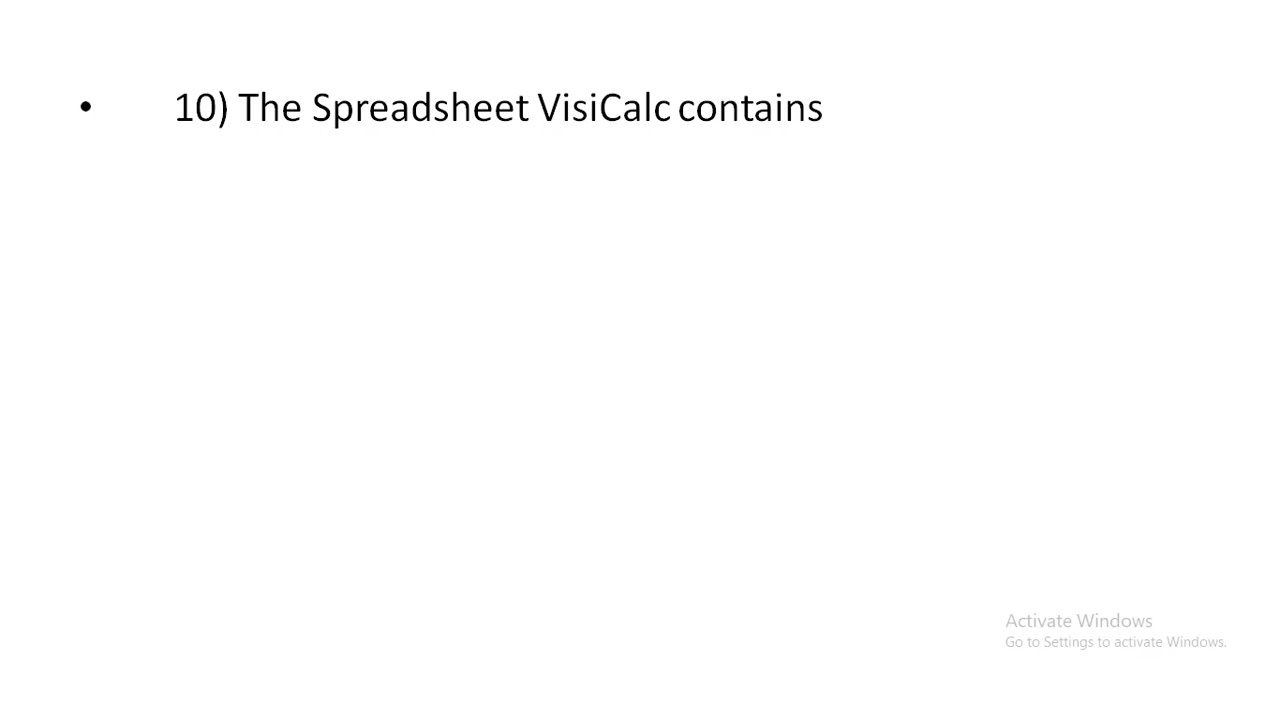 • 10) The Spreadsheet VisiCalc contains
Activate Windows
Go to Settings to activate Windows.